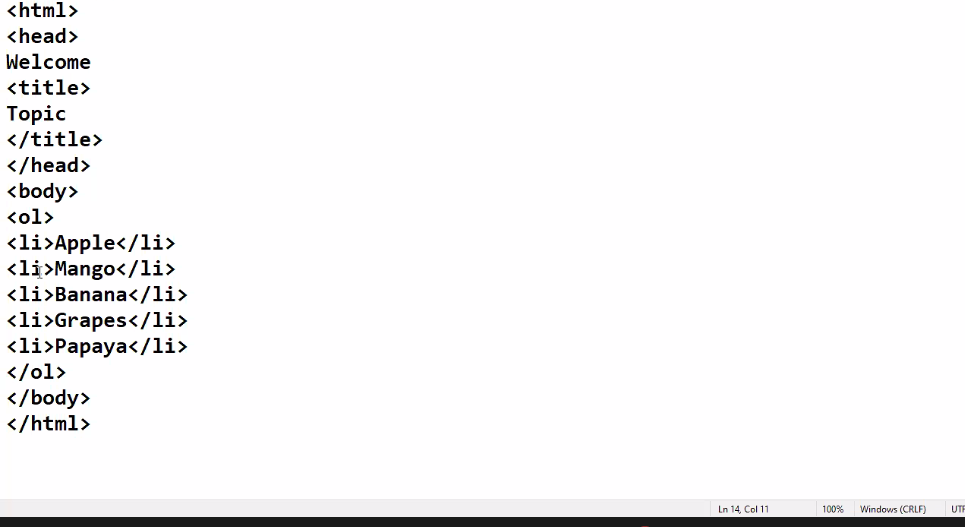 <html>
<head>
Welcome
<title>
Topic
</title>
</head>
<body>
<ol>
<li>Apple</li>
<li>Mango</li>
<li>Banana</li>
<li>Grapes</li>
<li>Papaya</li>
</ol>
</body>
</html>
Ln 14, Col 11 100% Windows (CRLF) UTF